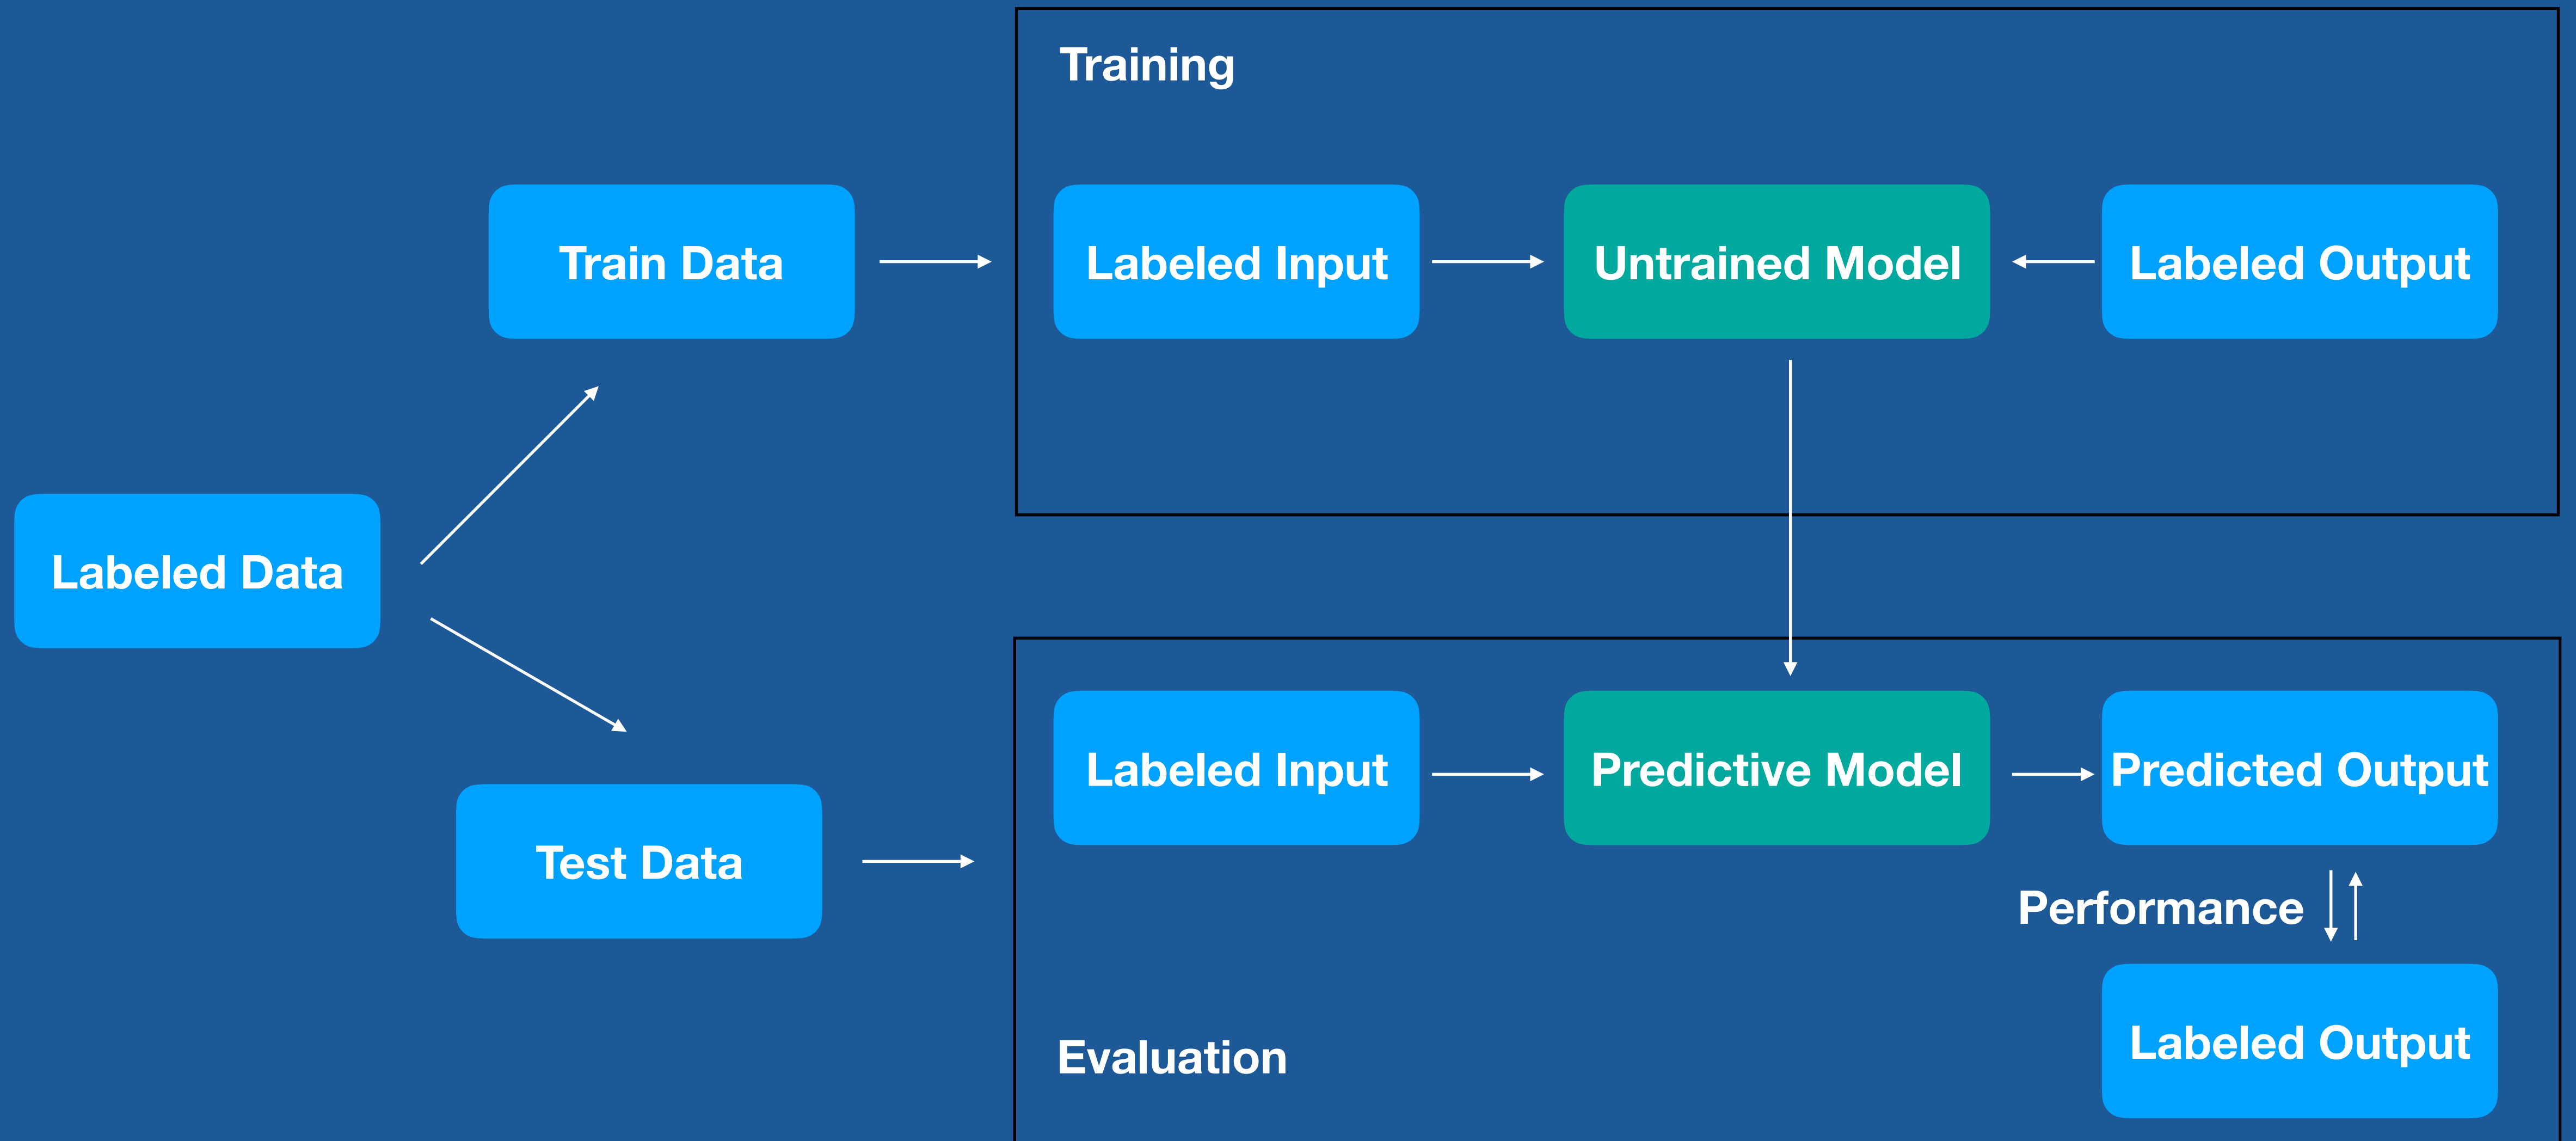 Training
Train Data
Labeled Input
Untrained Model
Labeled Output
Labeled Data
Labeled Input
Predictive Model
Predicted Output
Test Data
Performance
Labeled Output
Evaluation